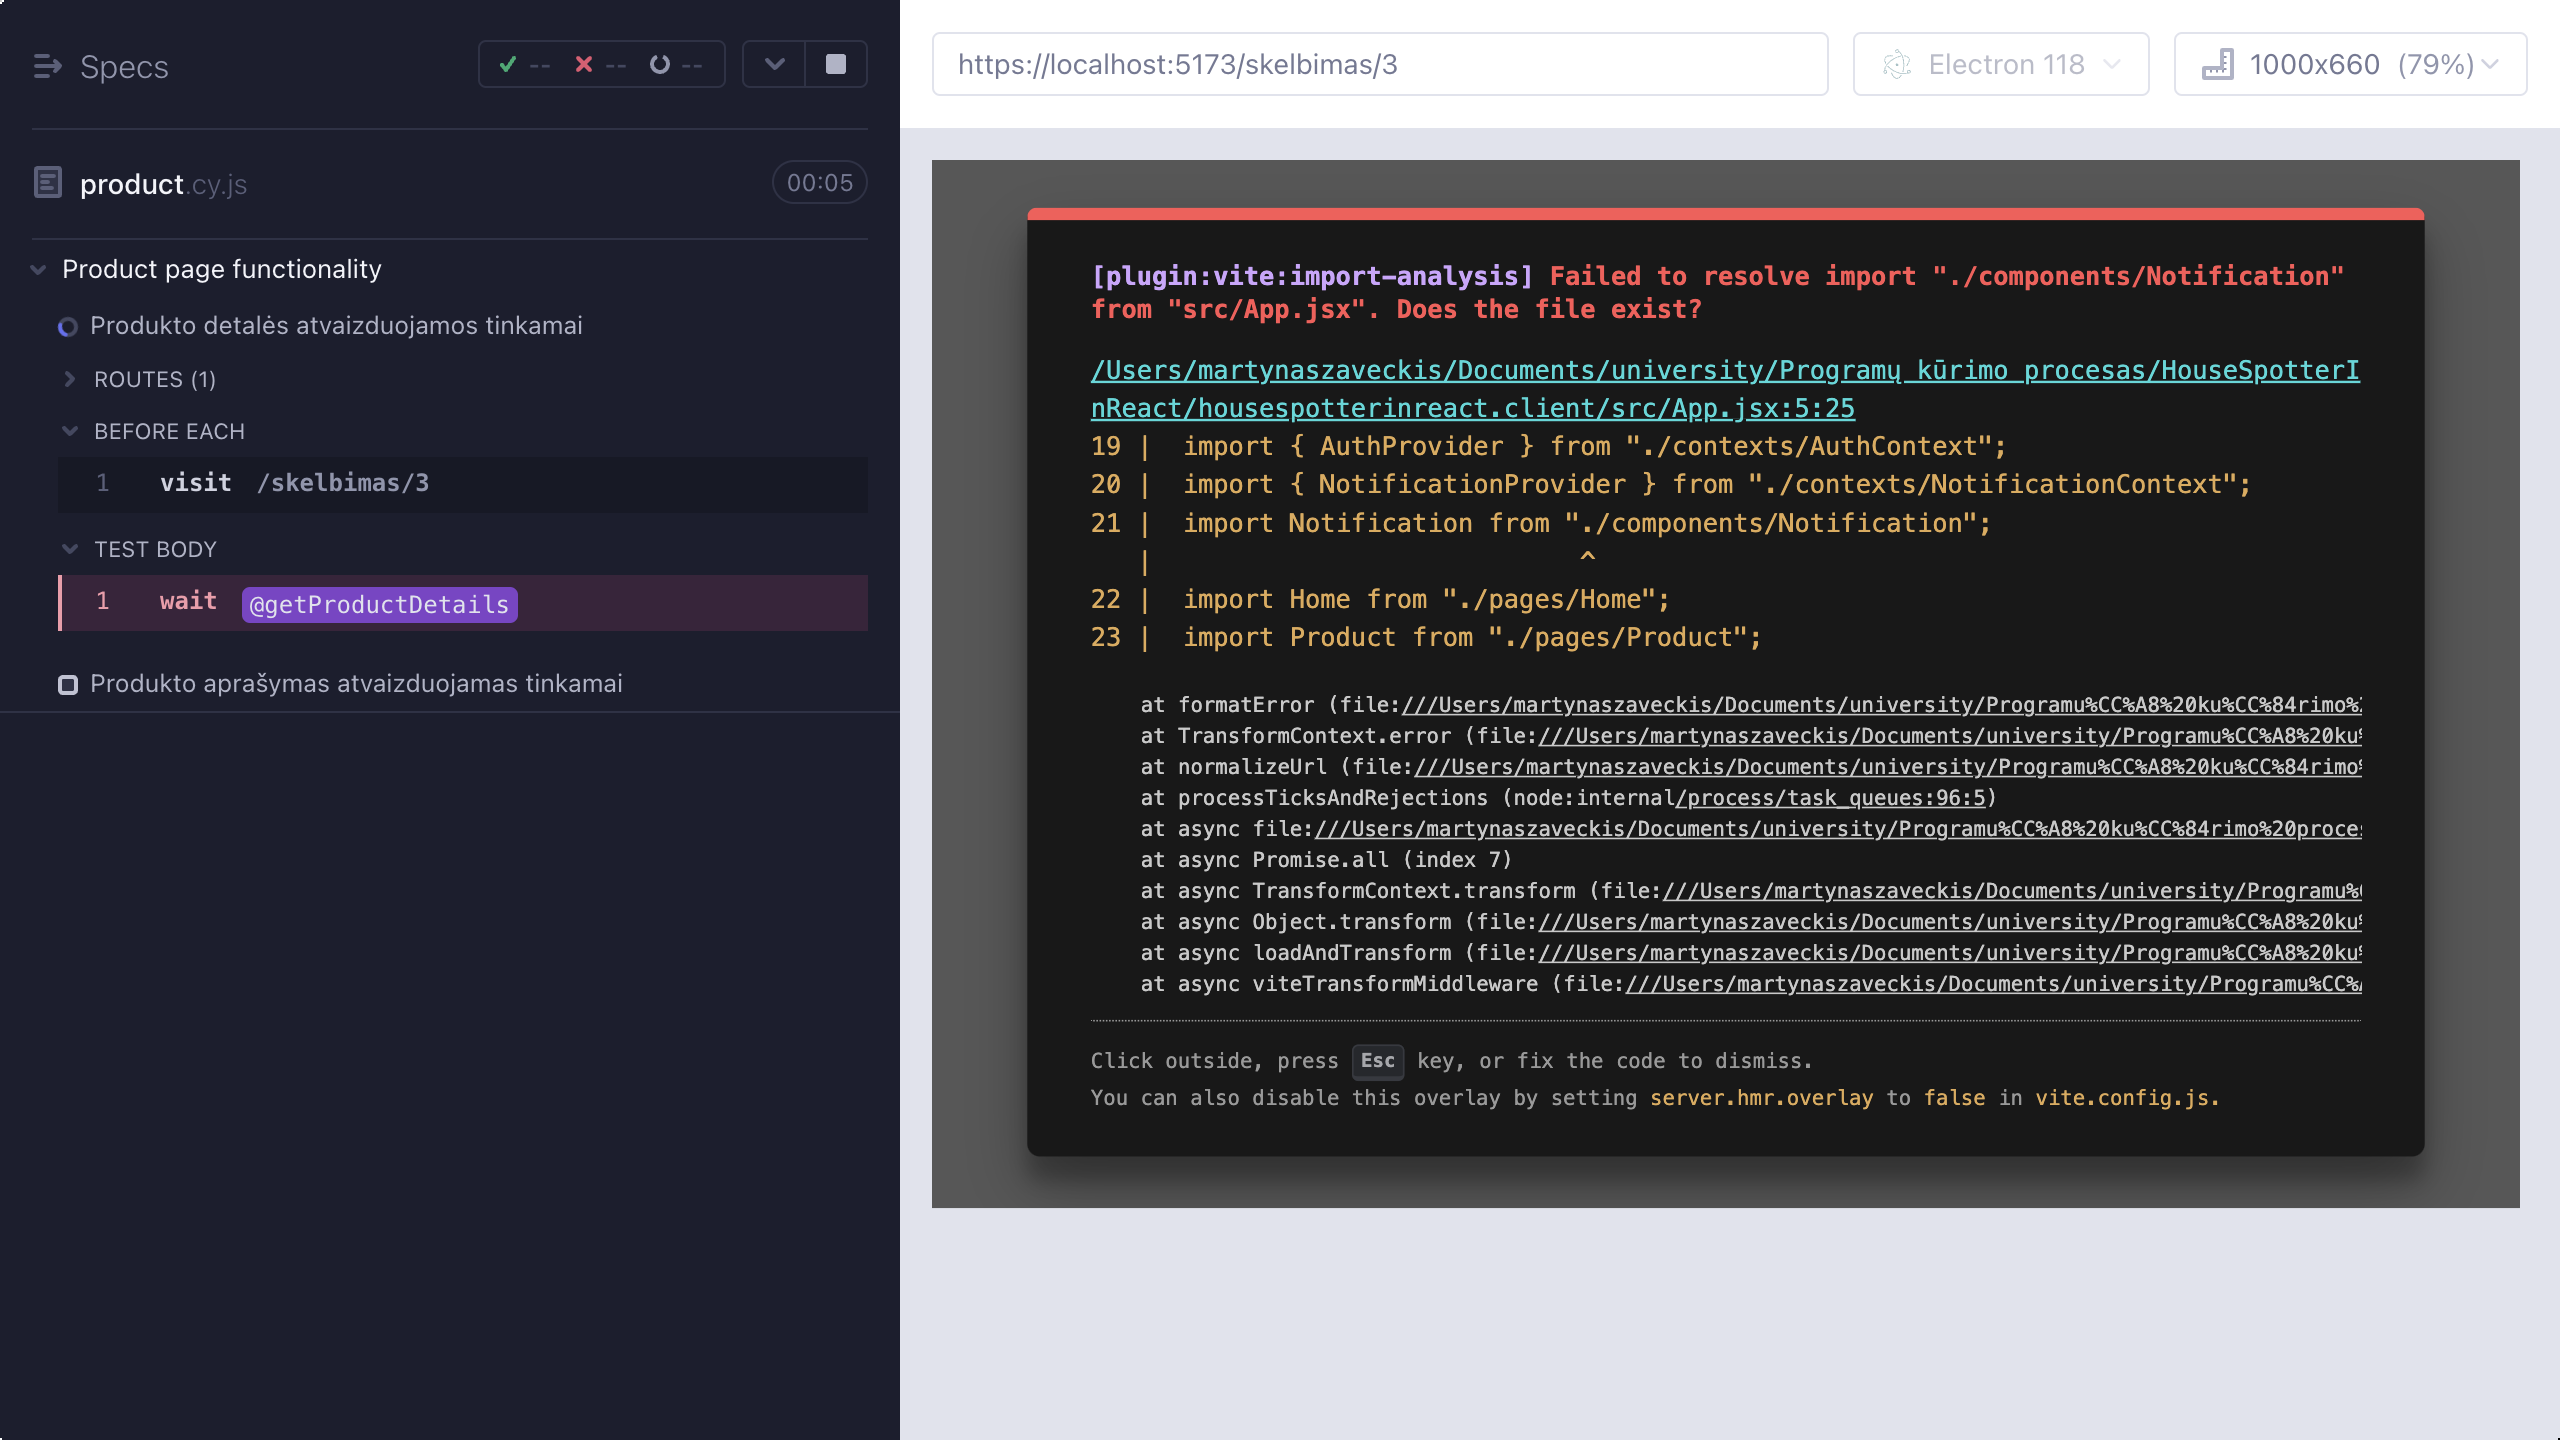 Specs
-- -- --
product.cy.js
00:05
Product page functionality
Produkto detalės atvaizduojamos tinkamai
ROUTES (1)
BEFORE EACH
1 visit /skelbimas/3
TEST BODY
1 wait @getProductDetails
Produkto aprašymas atvaizduojamas tinkamai
https://localhost:5173/skelbimas/3
Electron 118
1000x660 (79%)
[plugin:vite:import-analysis] Failed to resolve import "./components/Notification"
from "src/App.jsx". Does the file exist?
/Users/martynaszaveckis/Documents/university/Programų kūrimo procesas/HouseSpotterI
nReact/housespotterinreact.client/src/App.jsx:5:25
19 |  import { AuthProvider } from "./contexts/AuthContext";
20 |  import { NotificationProvider } from "./contexts/NotificationContext";
21 |  import Notification from "./components/Notification";
   |                            ^
22 |  import Home from "./pages/Home";
23 |  import Product from "./pages/Product";
at formatError (file:///Users/martynaszaveckis/Documents/university/Programu%CC%A8%20ku%CC%84rimo%2
at TransformContext.error (file:///Users/martynaszaveckis/Documents/university/Programu%CC%A8%20ku%
at normalizeUrl (file:///Users/martynaszaveckis/Documents/university/Programu%CC%A8%20ku%CC%84rimo%
at processTicksAndRejections (node:internal/process/task_queues:96:5)
at async file:///Users/martynaszaveckis/Documents/university/Programu%CC%A8%20ku%CC%84rimo%20proces
at async Promise.all (index 7)
at async TransformContext.transform (file:///Users/martynaszaveckis/Documents/university/Programu%C
at async Object.transform (file:///Users/martynaszaveckis/Documents/university/Programu%CC%A8%20ku%
at async loadAndTransform (file:///Users/martynaszaveckis/Documents/university/Programu%CC%A8%20ku%
at async viteTransformMiddleware (file:///Users/martynaszaveckis/Documents/university/Programu%CC%A
Click outside, press Esc key, or fix the code to dismiss.
You can also disable this overlay by setting server.hmr.overlay to false in vite.config.js.